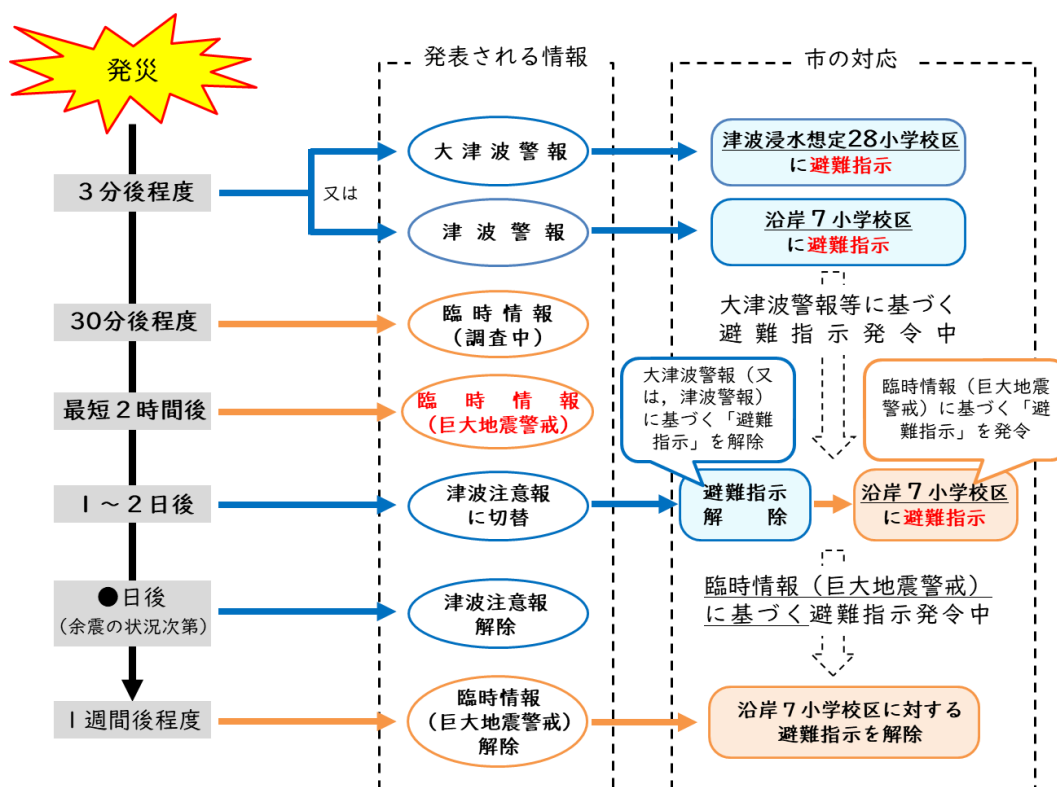 発災
発表される情報
市の対応
3分後程度
又は
大津波警報
津波浸水想定28小学校区
に避難指示
津波警報
沿岸7小学校区
に避難指示
30分後程度
臨時情報
(調査中)
大津波警報等に基づく
避難指示発令中
最短2時間後
臨時情報
(巨大地震警戒)
大津波警報(又
は,津波警報)
に基づく「避難
指示」を解除
臨時情報(巨大地震
警戒)に基づく「避
難指示」を発令
1~2日後
津波注意報
に切替
避難指示
解除
沿岸7小学校区
に避難指示
●日後
(余震の状況次第)
津波注意報
解除
臨時情報(巨大地震警戒)
に基づく避難指示発令中
1週間後程度
臨時情報
(巨大地震警戒)
解除
沿岸7小学校区に対する
避難指示を解除